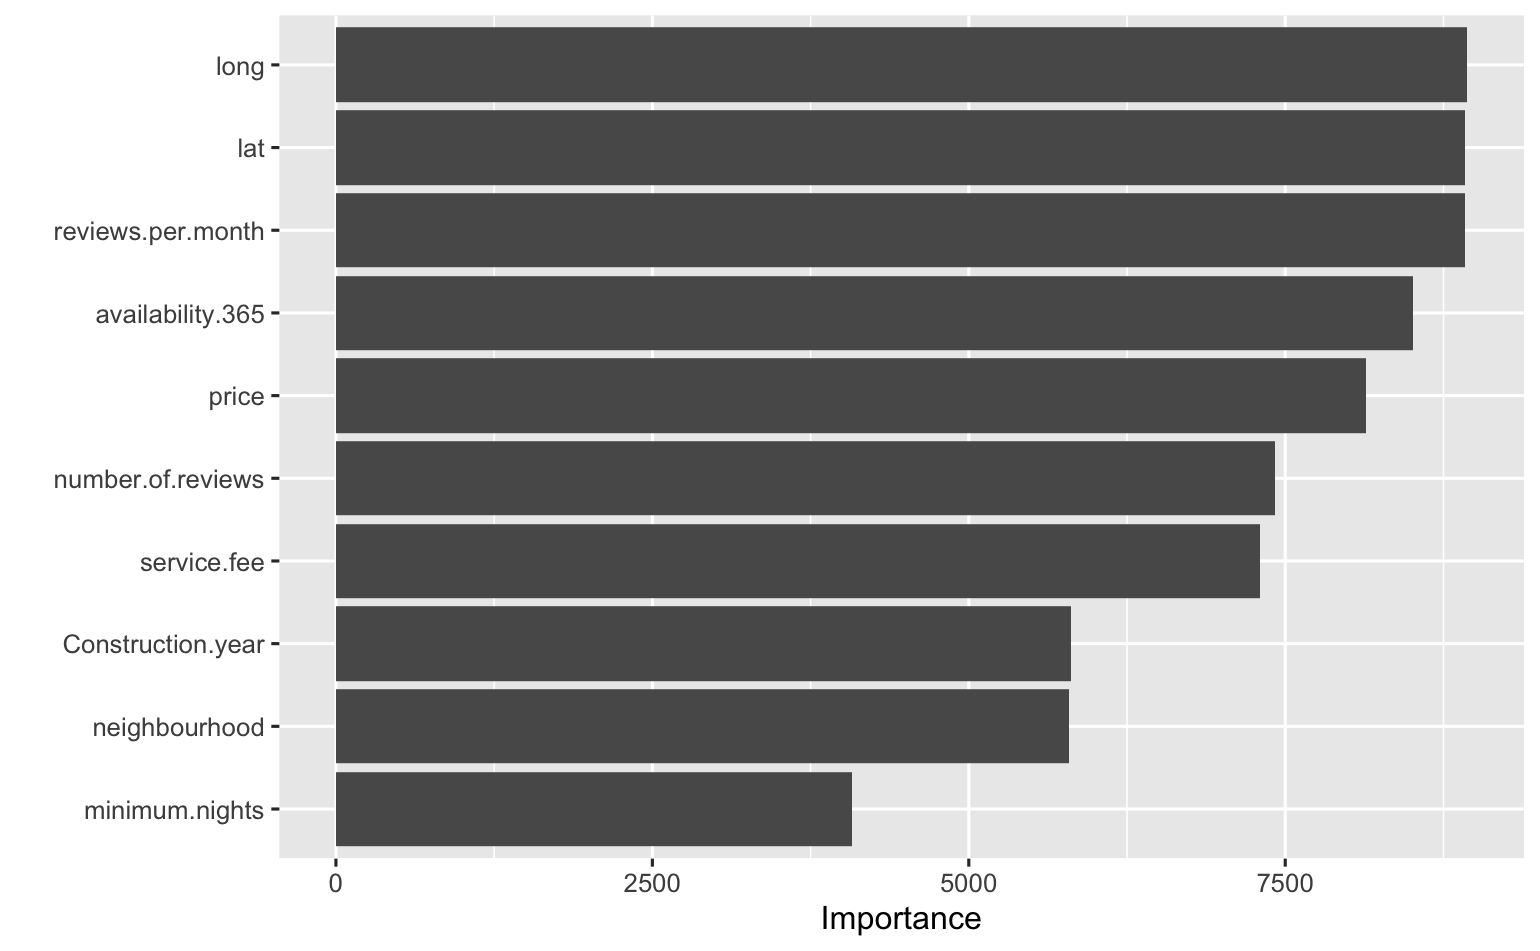 long
lat
reviews.per.month
availability.365
price
number.of.reviews
service.fee
Construction.year
neighbourhood
minimum.nights
0 2500 5000 7500
Importance